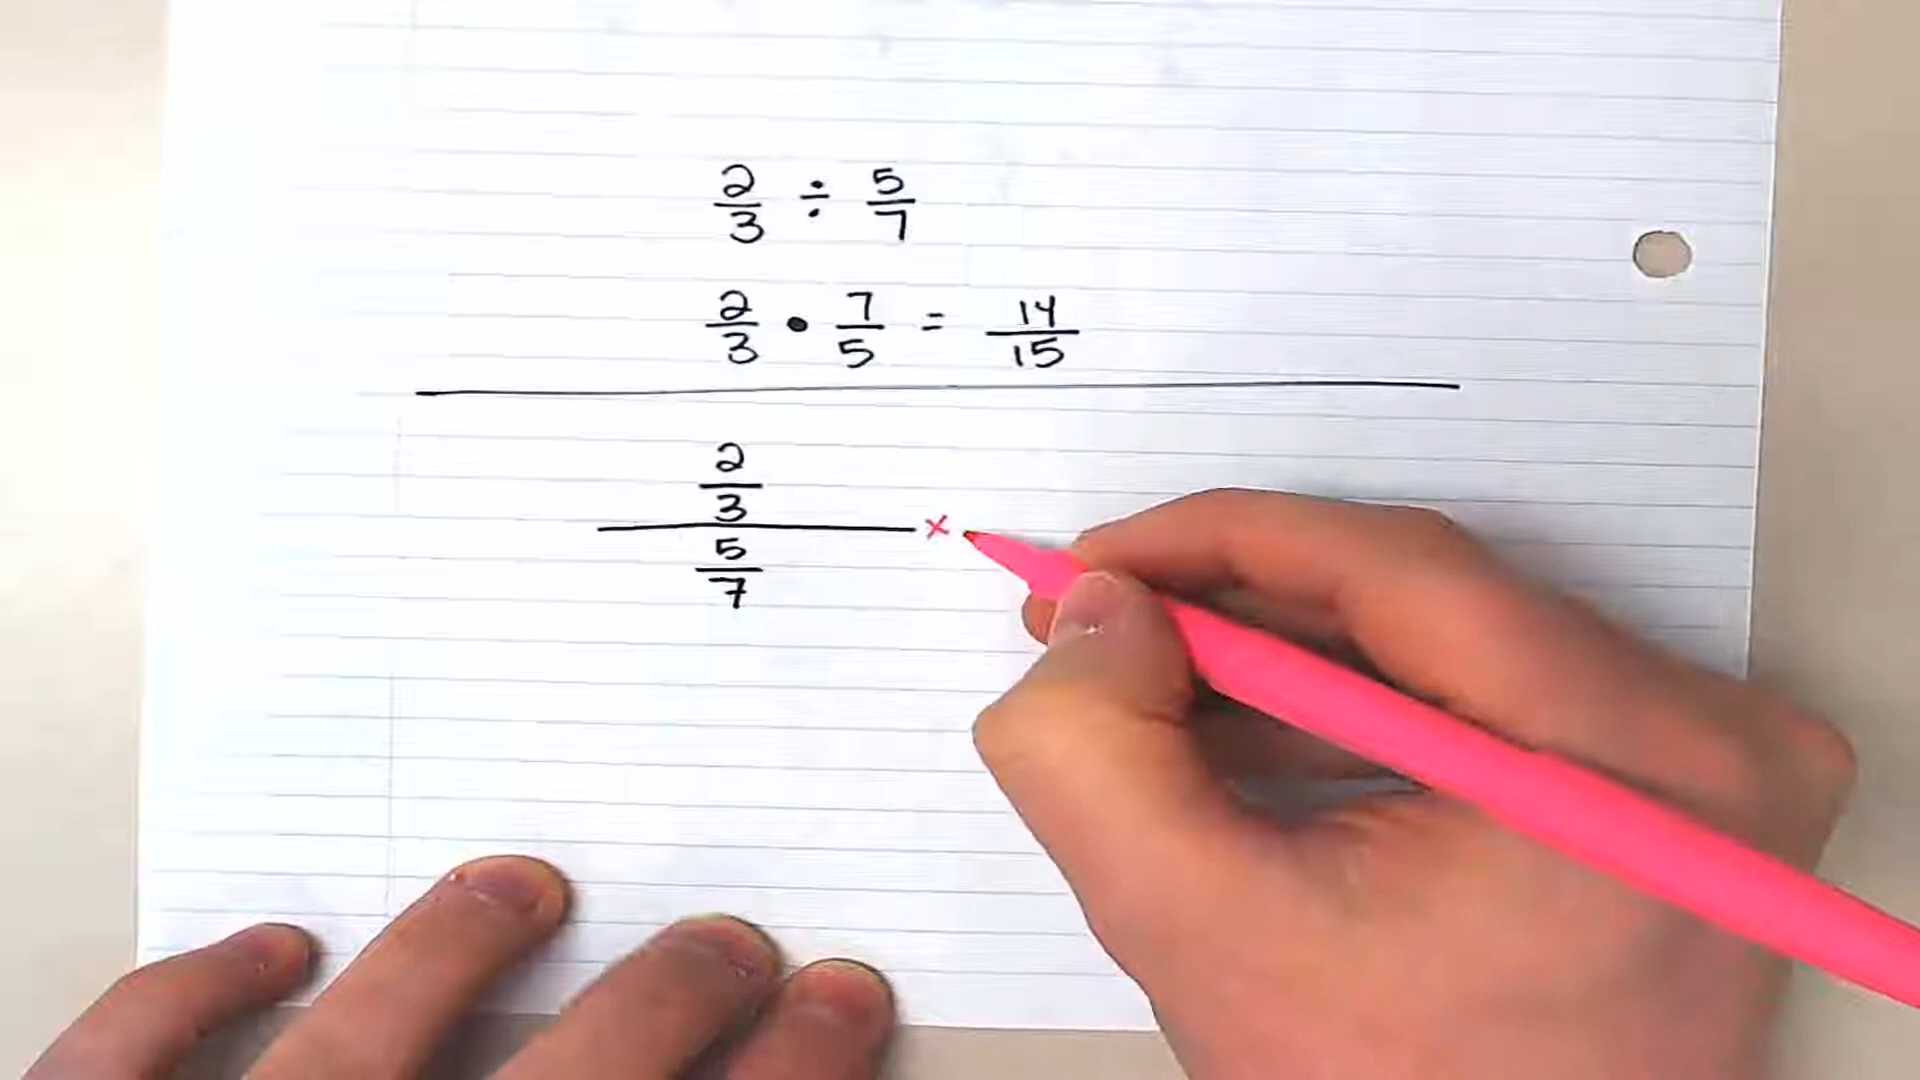 2/3 ÷ 5/7
2/3 • 7/5 = 14/15
2/3
×
5/7